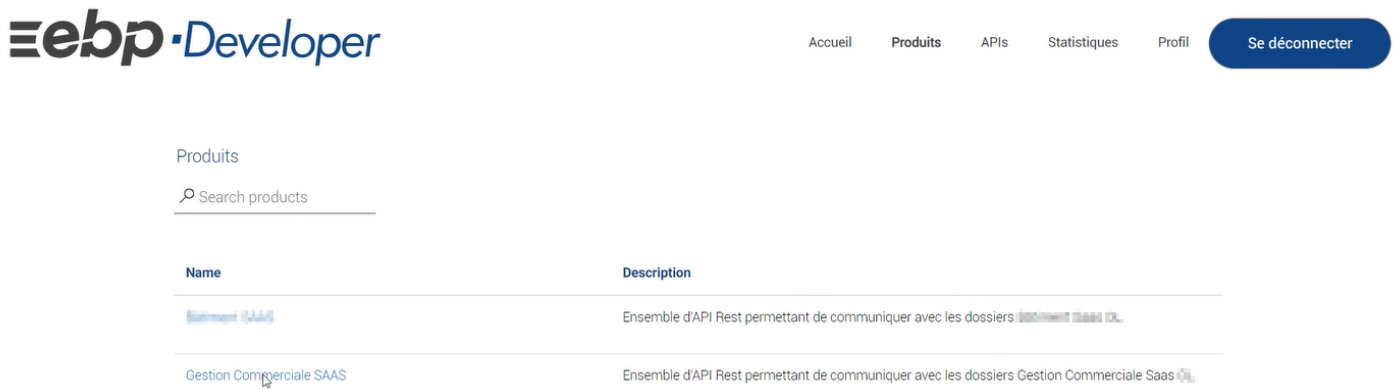 ebp Developer
Accueil Produits APIs Statistiques Profil Se déconnecter
Produits
Search products
Name Description
Ensemble d'API Rest permettant de communiquer avec les dossiers
Gestion Commerciale SAAS Ensemble d'API Rest permettant de communiquer avec les dossiers Gestion Commerciale Saas